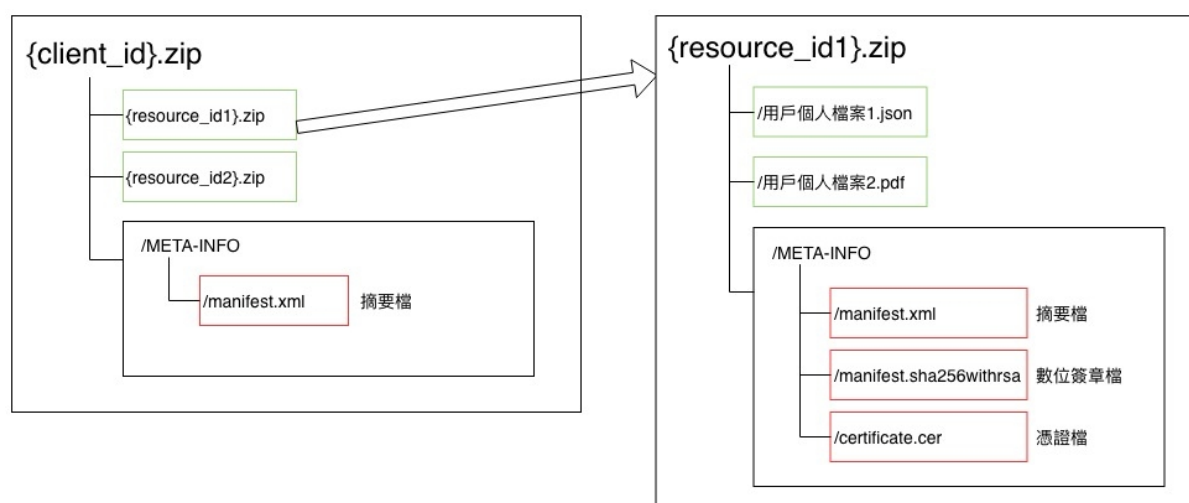 {client_id}.zip
{resource_id1}.zip
{resource_id2}.zip
/META-INFO
/manifest.xml 摘要檔
{resource_id1}.zip
/用戶個人檔案1.json
/用戶個人檔案2.pdf
/META-INFO
/manifest.xml 摘要檔
/manifest.sha256withrsa 數位簽章檔
/certificate.cer 憑證檔